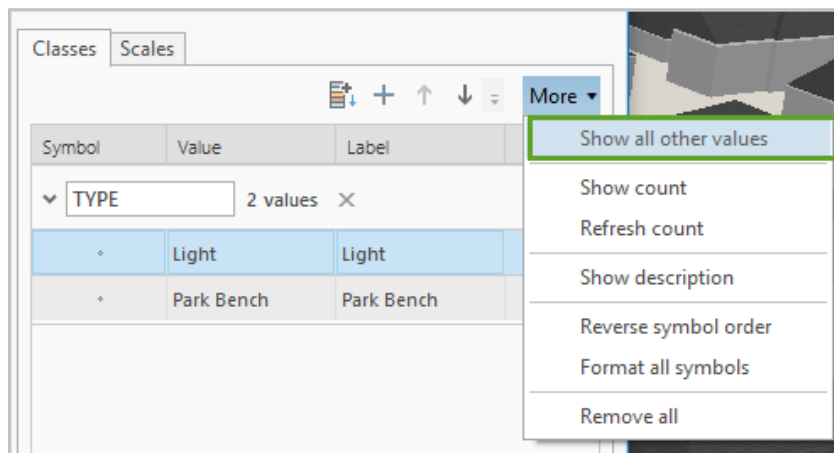 Classes Scales
More
Symbol Value Label
Show all other values
TYPE 2 values
Show count
Refresh count
Light Light
Show description
Park Bench Park Bench
Reverse symbol order
Format all symbols
Remove all